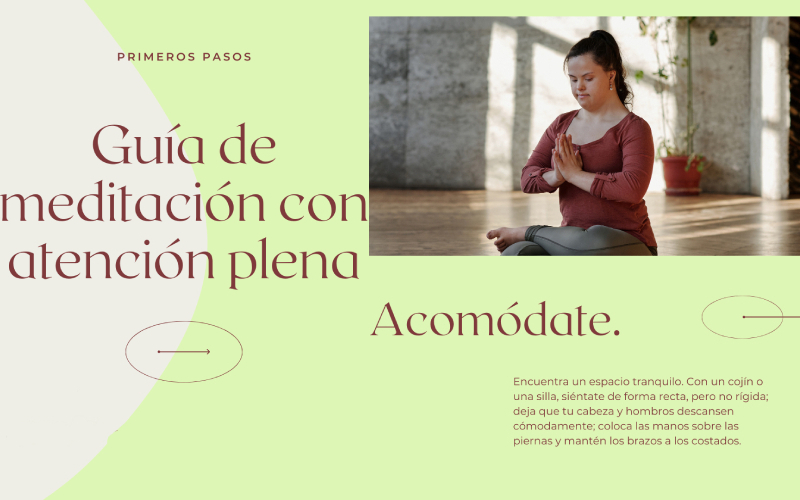 PRIMEROS PASOS
Guía de
meditación con
atención plena
Acomódate.
Encuentra un espacio tranquilo. Con un cojín o
una silla, siéntate de forma recta, pero no rígida;
deja que tu cabeza y hombros descansen
cómodamente; coloca las manos sobre las
piernas y mantén los brazos a los costados.